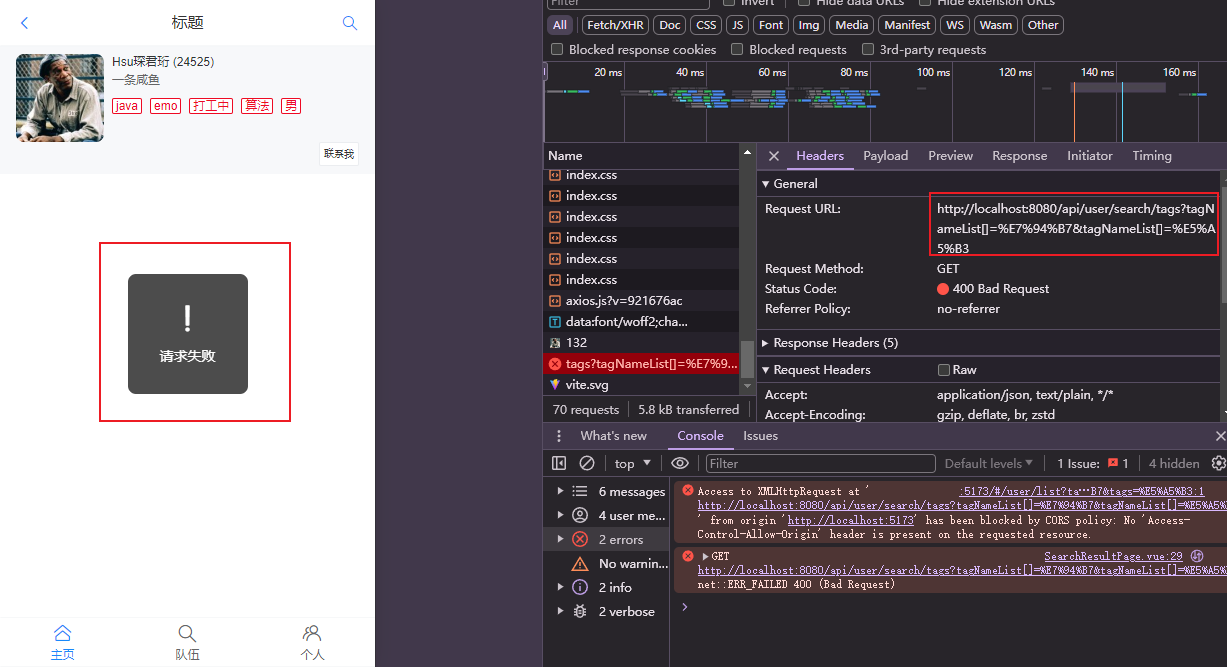 标题
Hsu琛君珩 (24525)
一条咸鱼
java emo 打工中 算法 男
联系我
请求失败
主页 队伍 个人
Filter Invert Hide data URLs Hide extension URLs
All Fetch/XHR Doc CSS JS Font Img Media Manifest WS Wasm Other
Blocked response cookies Blocked requests 3rd-party requests
20 ms 40 ms 60 ms 80 ms 100 ms 120 ms 140 ms 160 ms
Name
index.css
index.css
index.css
index.css
index.css
index.css
axios.js?v=921676ac
data:font/woff2;cha...
132
tags?tagNameList[]=%E7%9...
vite.svg
70 requests 5.8 kB transferred
Headers Payload Preview Response Initiator Timing
General
Request URL: http://localhost:8080/api/user/search/tags?tagN
ameList[]=%E7%94%B7&tagNameList[]=%E5%A
5%B3
Request Method: GET
Status Code: 400 Bad Request
Referrer Policy: no-referrer
Response Headers (5)
Request Headers Raw
Accept: application/json, text/plain, */*
Accept-Encoding: gzip, deflate, br, zstd
What's new Console Issues
top Filter Default levels 1 Issue: 1 4 hidden
6 messages
4 user me...
2 errors
No warnin...
2 info
2 verbose
Access to XMLHttpRequest at ' :5173/#/user/list?ta…B7&tags=%E5%A5%B3:1
http://localhost:8080/api/user/search/tags?tagNameList[]=%E7%94%B7&tagNameList[]=%E5%A5%
' from origin 'http://localhost:5173' has been blocked by CORS policy: No 'Access-
Control-Allow-Origin' header is present on the requested resource.
GET SearchResultPage.vue:29
http://localhost:8080/api/user/search/tags?tagNameList[]=%E7%94%B7&tagNameList[]=%E5%A5%
net::ERR_FAILED 400 (Bad Request)